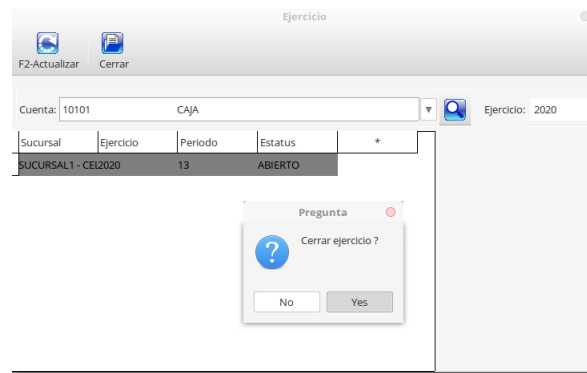 Ejercicio
F2-Actualizar Cerrar
Cuenta: 10101 CAJA Ejercicio: 2020
Sucursal Ejercicio Periodo Estatus *
SUCURSAL1 - CEL2020 13 ABIERTO
Pregunta
?
Cerrar ejercicio ?
No Yes